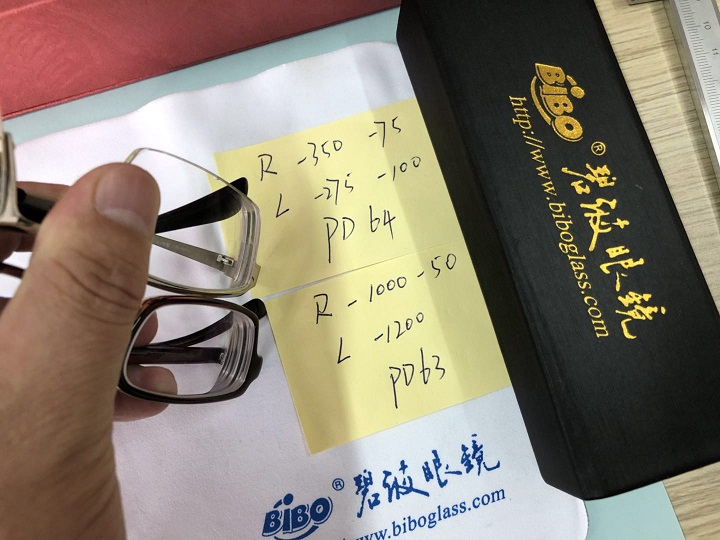 R -350 -75
L -275 -100
PD 64
R -1000 -50
L -1200
PD63
BiBO ® 碧波眼镜
http://www.biboglass.com
BiBO ® 碧波眼镜
www.biboglass.com
10